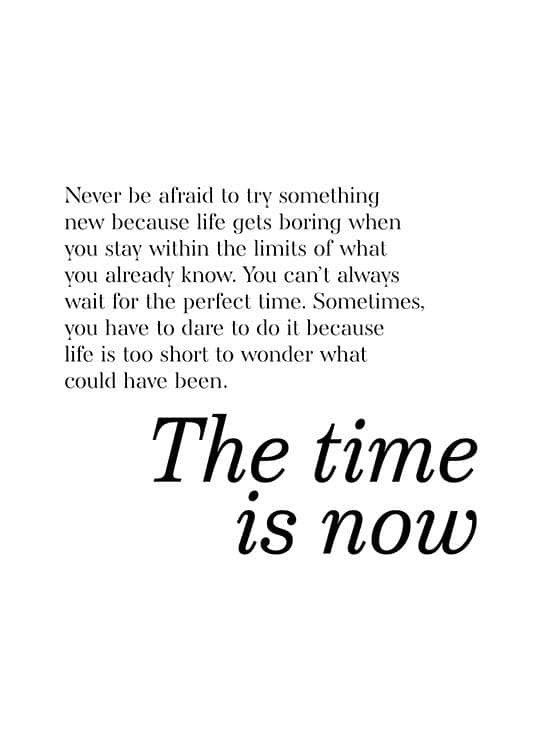 Never be afraid to try something
new because life gets boring when
you stay within the limits of what
you already know. You can’t always
wait for the perfect time. Sometimes,
you have to dare to do it because
life is too short to wonder what
could have been.
The time
is now